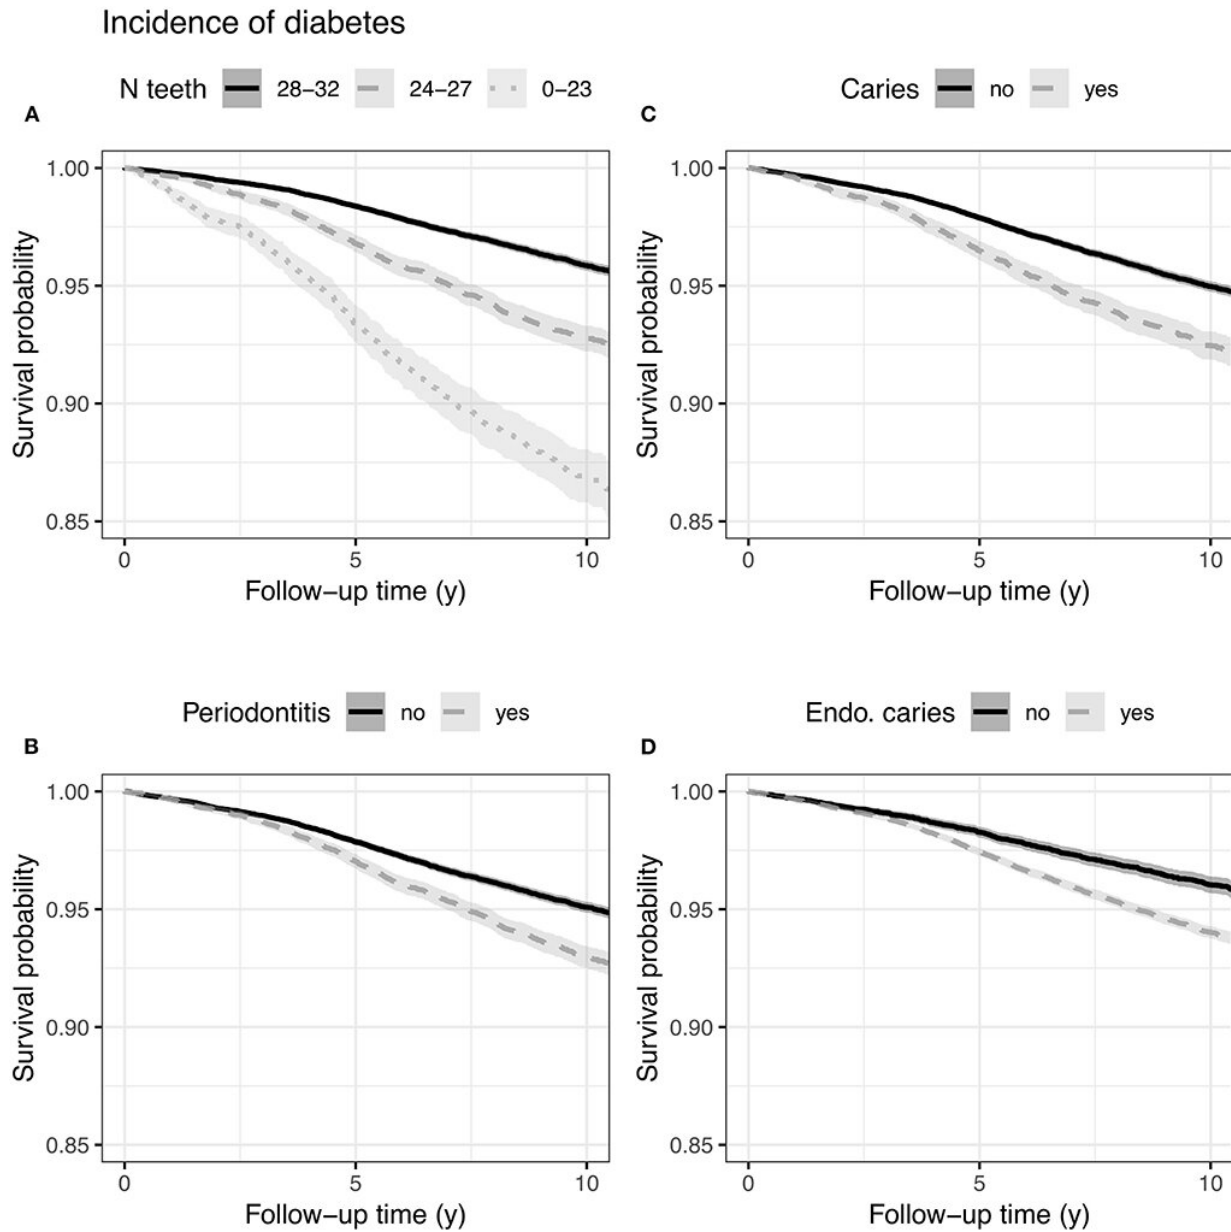 Incidence of diabetes
N teeth 28–32 24–27 0–23
A
1.00
0.95
0.90
0.85
Survival probability
0 5 10
Follow–up time (y)
Caries no yes
C
1.00
0.95
0.90
0.85
Survival probability
0 5 10
Follow–up time (y)
Periodontitis no yes
B
1.00
0.95
0.90
0.85
Survival probability
0 5 10
Follow–up time (y)
Endo. caries no yes
D
1.00
0.95
0.90
0.85
Survival probability
0 5 10
Follow–up time (y)